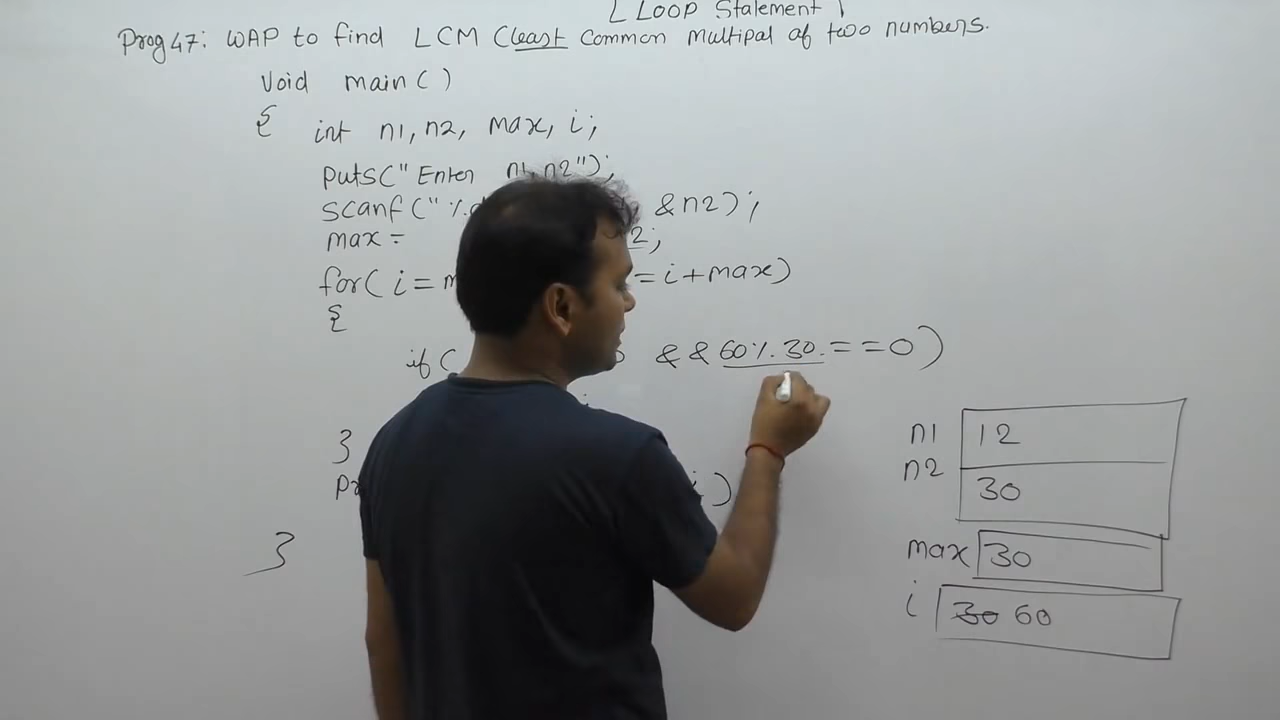 [ Loop Statement ]
Prog 47: WAP to find LCM (least common multipal of two numbers.
void main( )
{ int n1, n2, max, i;
puts(" Enter n1, n2");
scanf(" %d &n2);
max = 2;
for( i = = i+max)
{
if( && 60%.30. = = 0)
}
i )
}
n1 12
n2 30
max 30
i 30 60